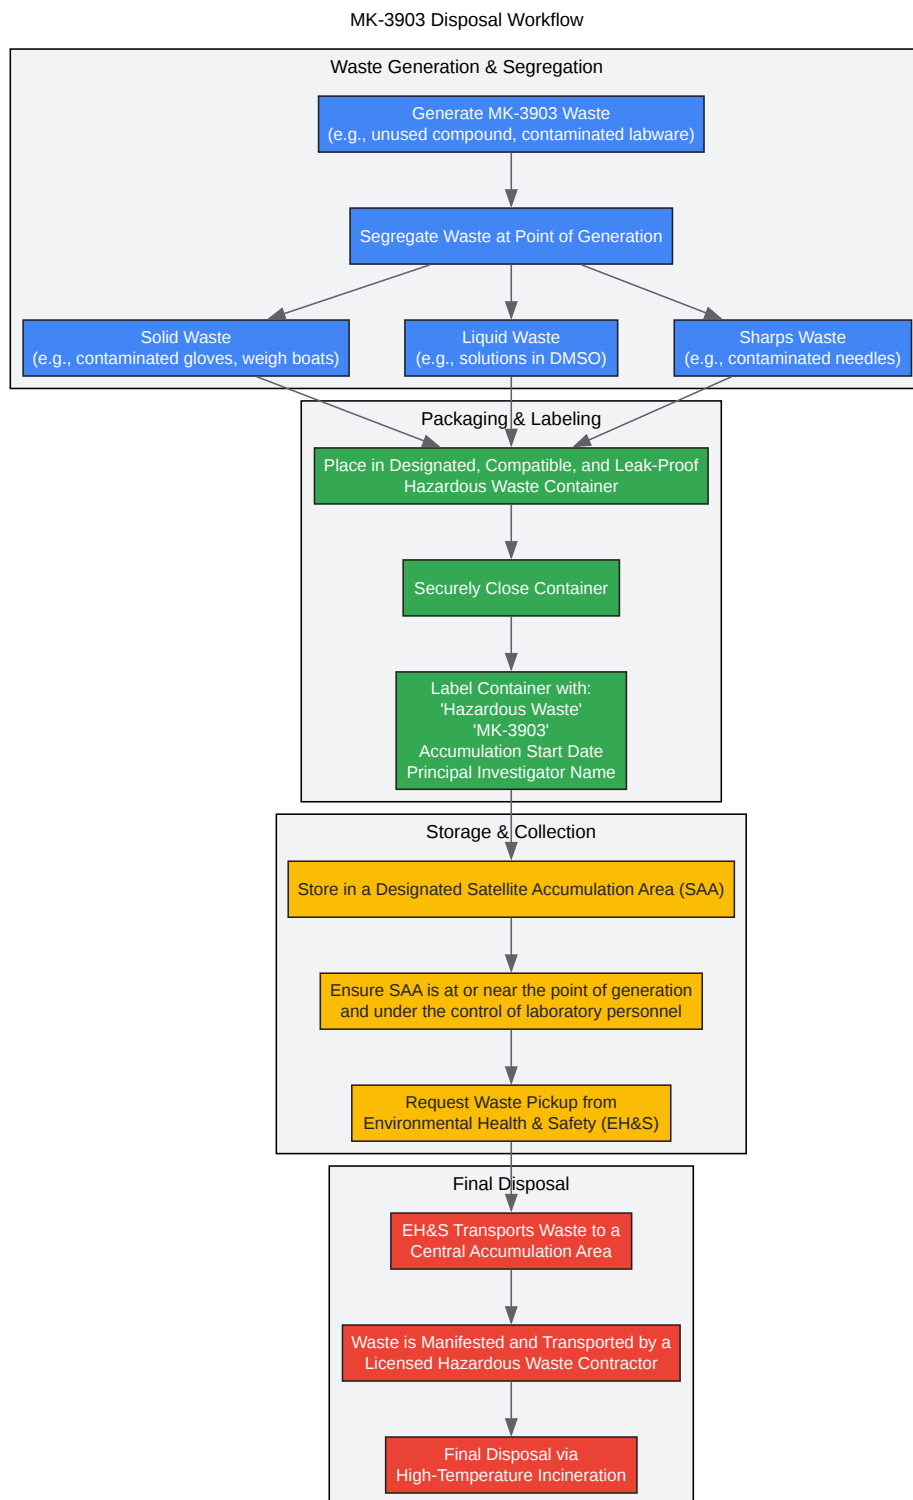 MK-3903 Disposal Workflow
Waste Generation & Segregation
Generate MK-3903 Waste
(e.g., unused compound, contaminated labware)
Segregate Waste at Point of Generation
Solid Waste
(e.g., contaminated gloves, weigh boats)
Liquid Waste
(e.g., solutions in DMSO)
Sharps Waste
(e.g., contaminated needles)
Packaging & Labeling
Place in Designated, Compatible, and Leak-Proof
Hazardous Waste Container
Securely Close Container
Label Container with:
'Hazardous Waste'
'MK-3903'
Accumulation Start Date
Principal Investigator Name
Storage & Collection
Store in a Designated Satellite Accumulation Area (SAA)
Ensure SAA is at or near the point of generation
and under the control of laboratory personnel
Request Waste Pickup from
Environmental Health & Safety (EH&S)
Final Disposal
EH&S Transports Waste to a
Central Accumulation Area
Waste is Manifested and Transported by a
Licensed Hazardous Waste Contractor
Final Disposal via
High-Temperature Incineration